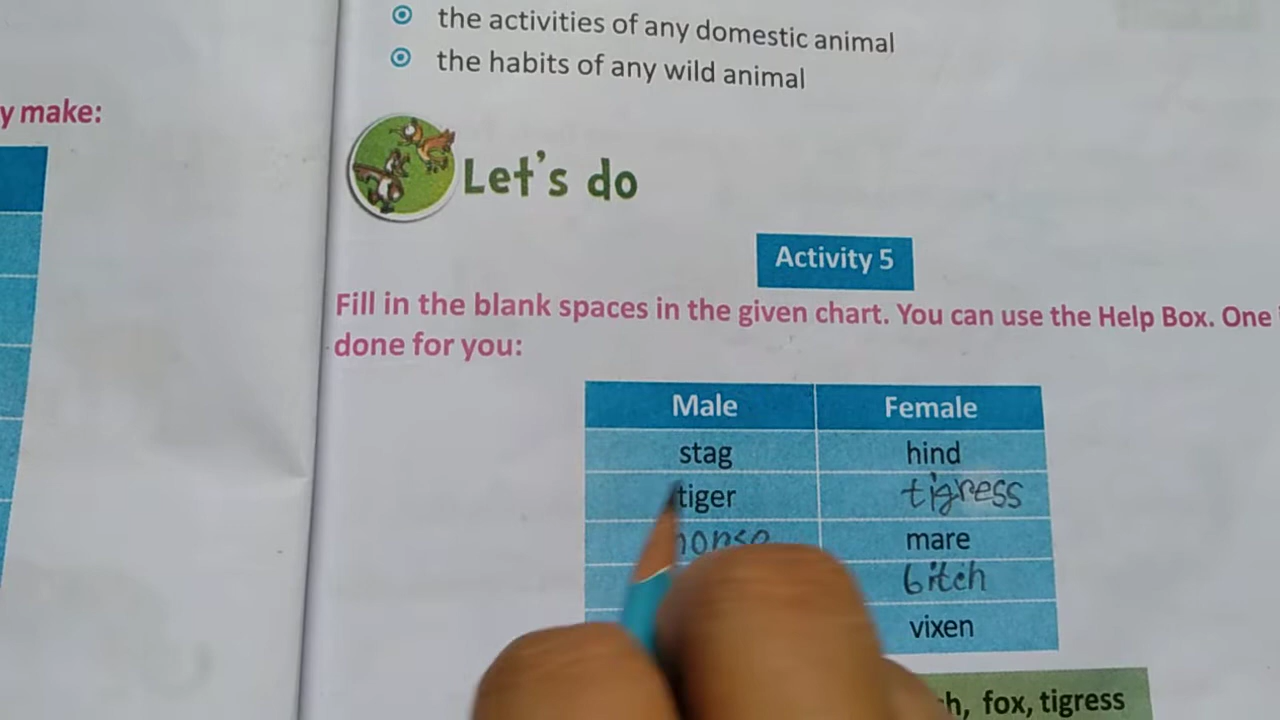 the activities of any domestic animal
the habits of any wild animal
y make:
Let's do
Activity 5
Fill in the blank spaces in the given chart. You can use the Help Box. One
done for you:
Male Female
stag hind
tiger tigress
mare
bitch
vixen
fox, tigress